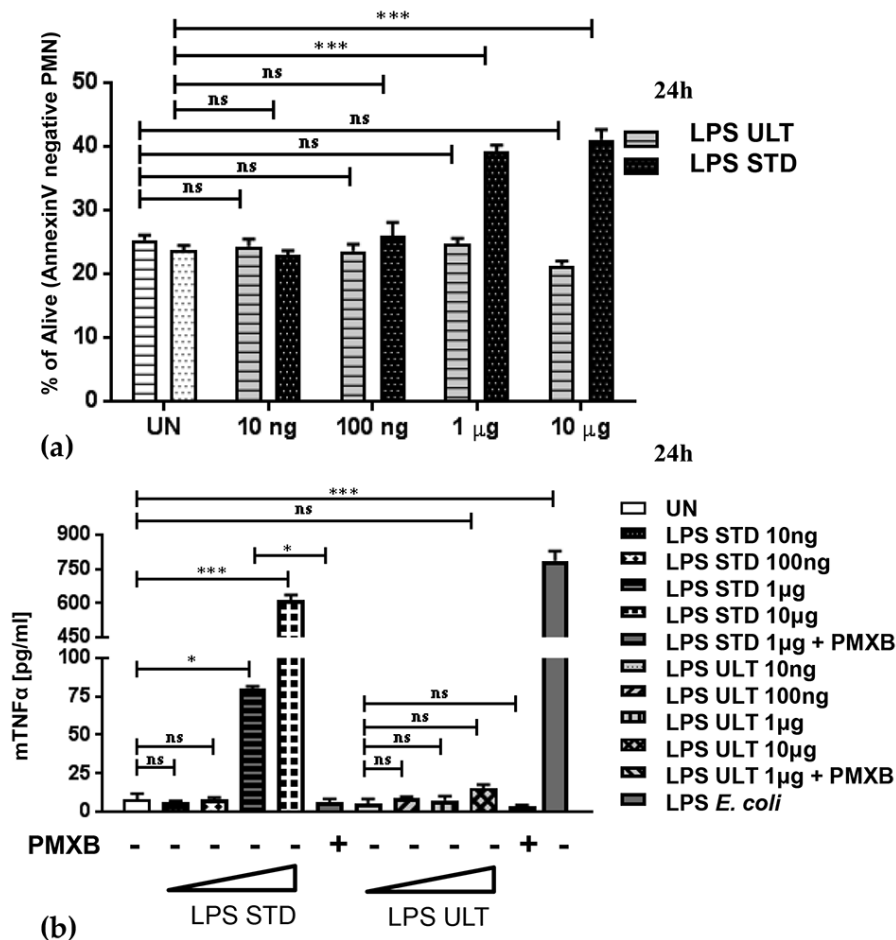 ***
***
ns
ns
ns
ns
ns
ns
24h
LPS ULT
LPS STD
% of Alive (AnnexinV negative PMN)
50
40
30
20
10
0
UN 10 ng 100 ng 1 μg 10 μg
(a)
24h
***
ns
*
***
*
ns
ns
ns
ns
ns
ns
mTNFα [pg/ml]
900
750
600
450
100
75
50
25
0
UN
LPS STD 10ng
LPS STD 100ng
LPS STD 1μg
LPS STD 10μg
LPS STD 1μg + PMXB
LPS ULT 10ng
LPS ULT 100ng
LPS ULT 1μg
LPS ULT 10μg
LPS ULT 1μg + PMXB
LPS E. coli
PMXB - - - - - + - - - - + -
LPS STD LPS ULT
(b)